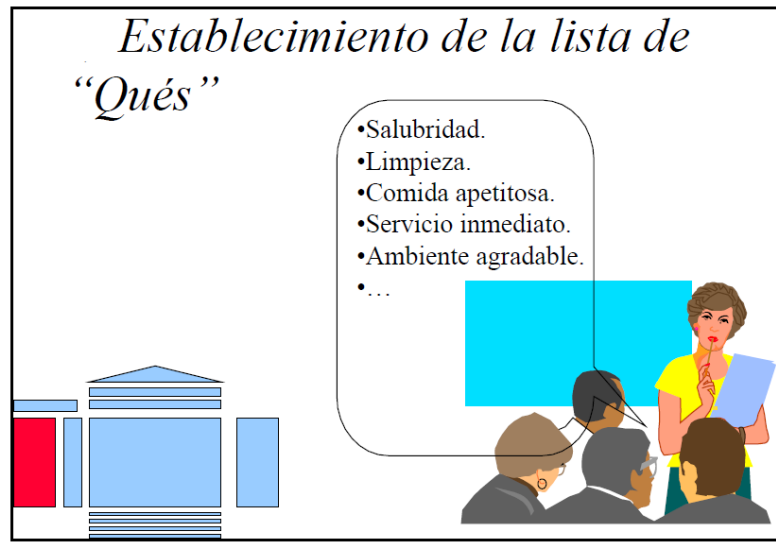 Establecimiento de la lista de
“Qués”
•Salubridad.
•Limpieza.
•Comida apetitosa.
•Servicio inmediato.
•Ambiente agradable.
•…